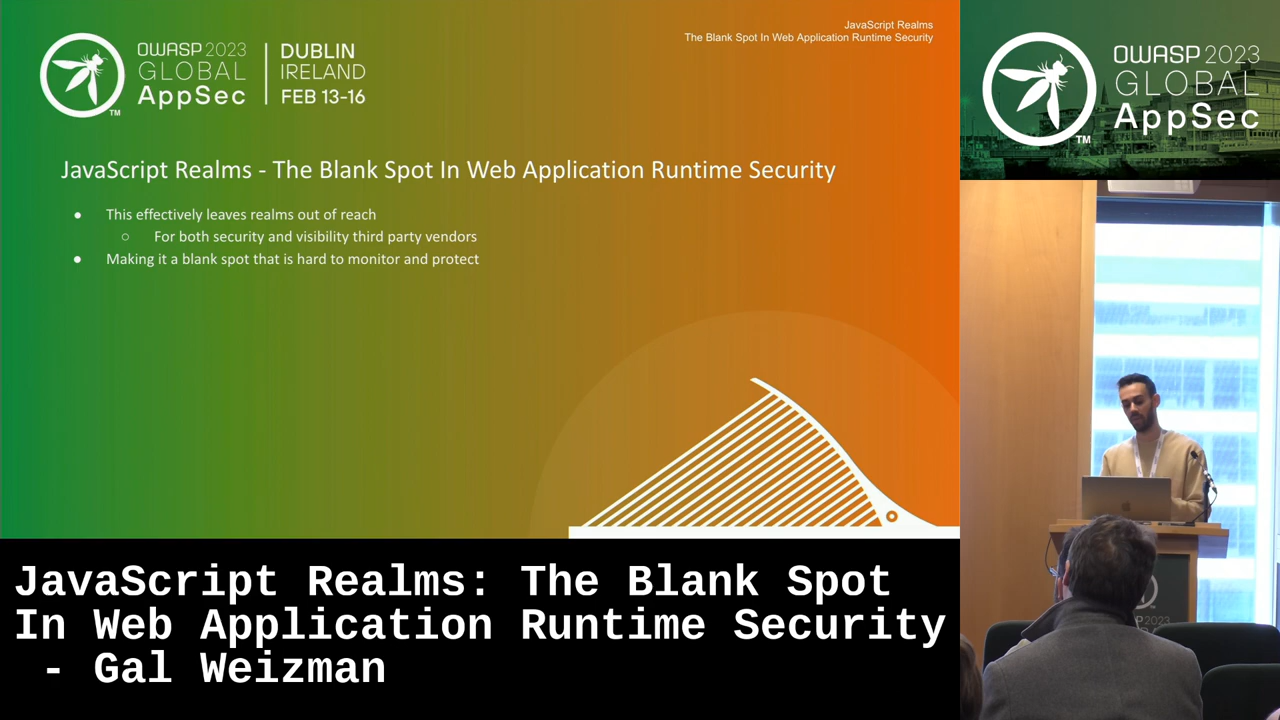 OWASP 2023
GLOBAL
AppSec
TM
DUBLIN
IRELAND
FEB 13-16
JavaScript Realms
The Blank Spot In Web Application Runtime Security
JavaScript Realms - The Blank Spot In Web Application Runtime Security
● This effectively leaves realms out of reach
○ For both security and visibility third party vendors
● Making it a blank spot that is hard to monitor and protect
OWASP 2023
GLOBAL
AppSec
TM
JavaScript Realms: The Blank Spot
In Web Application Runtime Security
- Gal Weizman